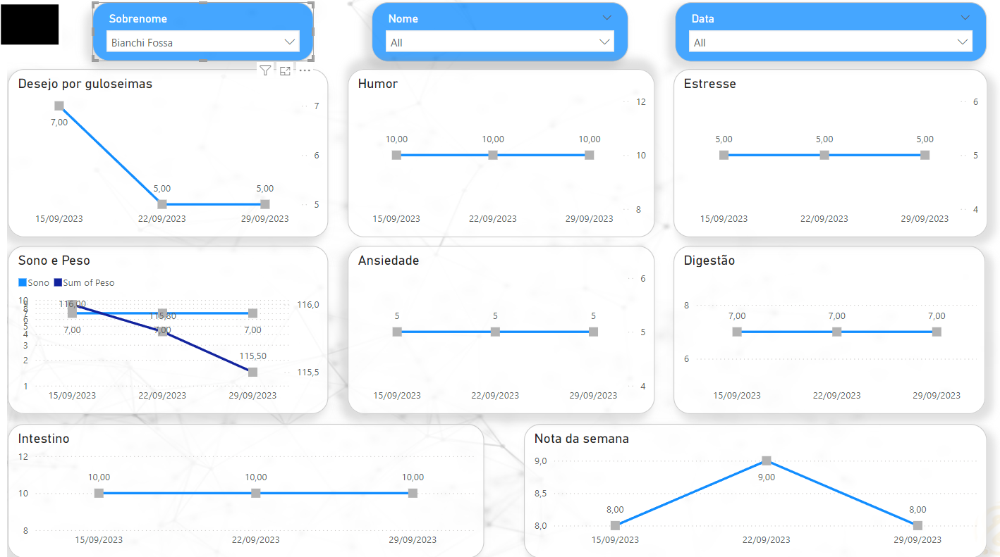 Sobrenome
Bianchi Fossa
Nome
All
Data
All
Desejo por guloseimas
7
7,00
6
5,00 5,00
5
15/09/2023 22/09/2023 29/09/2023
Humor
12
10,00 10,00 10,00
10
8
15/09/2023 22/09/2023 29/09/2023
Estresse
6
5,00 5,00 5,00
5
4
15/09/2023 22/09/2023 29/09/2023
Sono e Peso
Sono Sum of Peso
10
9
8
7
6
5
4
3
2
1
116,00
115,80
7,00 7,00 7,00
115,50
116,0
115,5
15/09/2023 22/09/2023 29/09/2023
Ansiedade
6
5 5 5
5
4
15/09/2023 22/09/2023 29/09/2023
Digestão
8
7,00 7,00 7,00
6
15/09/2023 22/09/2023 29/09/2023
Intestino
12
10,00 10,00 10,00
10
8
15/09/2023 22/09/2023 29/09/2023
Nota da semana
9,0
9,00
8,5
8,00 8,00
8,0
15/09/2023 22/09/2023 29/09/2023